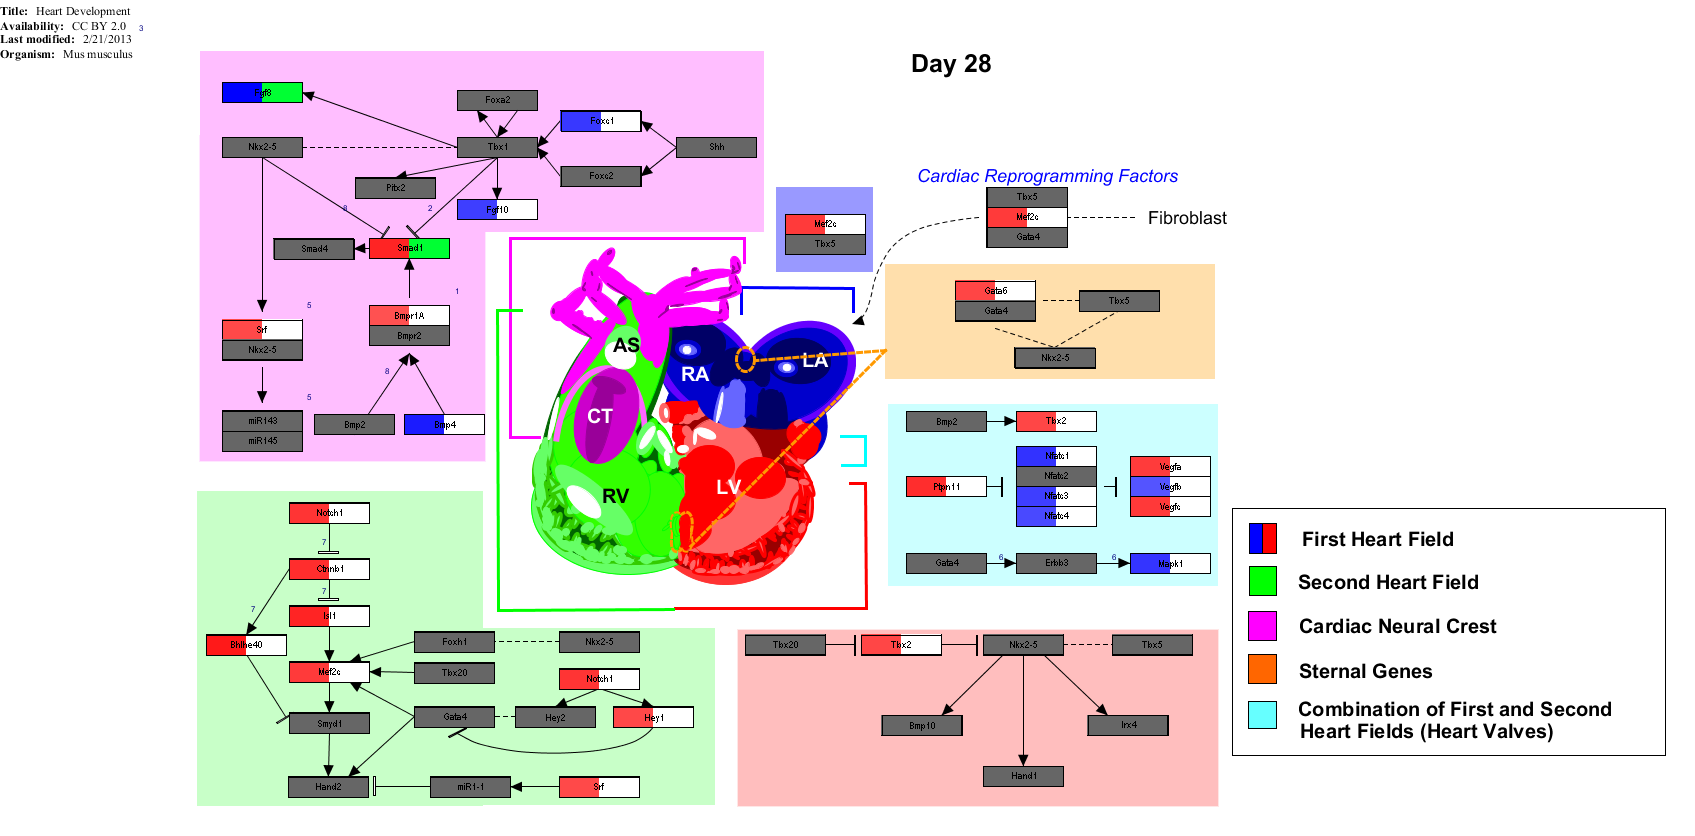 Title: Heart Development
Availability: CC BY 2.0 3
Last modified: 2/21/2013
Organism: Mus musculus
Day 28
Fgf8
Foxa2
Foxc1
Nkx2-5
Tbx1
Shh
Pitx2
Foxc2
8
2
Fgf10
Smad4
Smad1
1
5
Bmpr1A
Srf
Bmpr2
Nkx2-5
8
5
miR143
miR145
Bmp2
Bmp4
Cardiac Reprogramming Factors
Tbx5
Mef2c
Gata4
Fibroblast
Mef2c
Tbx5
Gata6
Gata4
Tbx5
Nkx2-5
AS
RA
LA
CT
RV
LV
Bmp2
Tbx2
Nfatc1
Nfatc2
Nfatc3
Nfatc4
Ptpn11
Vegfa
Vegfb
Vegfc
Gata4
6
Erbb3
6
Mapk1
Notch1
7
Ctnnb1
7
7
Isl1
Bhlhe40
Foxh1
Nkx2-5
Mef2c
Tbx20
Notch1
Smyd1
Gata4
Hey2
Hey1
Hand2
miR1-1
Srf
Tbx20
Tbx2
Nkx2-5
Tbx5
Bmp10
Irx4
Hand1
First Heart Field
Second Heart Field
Cardiac Neural Crest
Sternal Genes
Combination of First and Second
Heart Fields (Heart Valves)